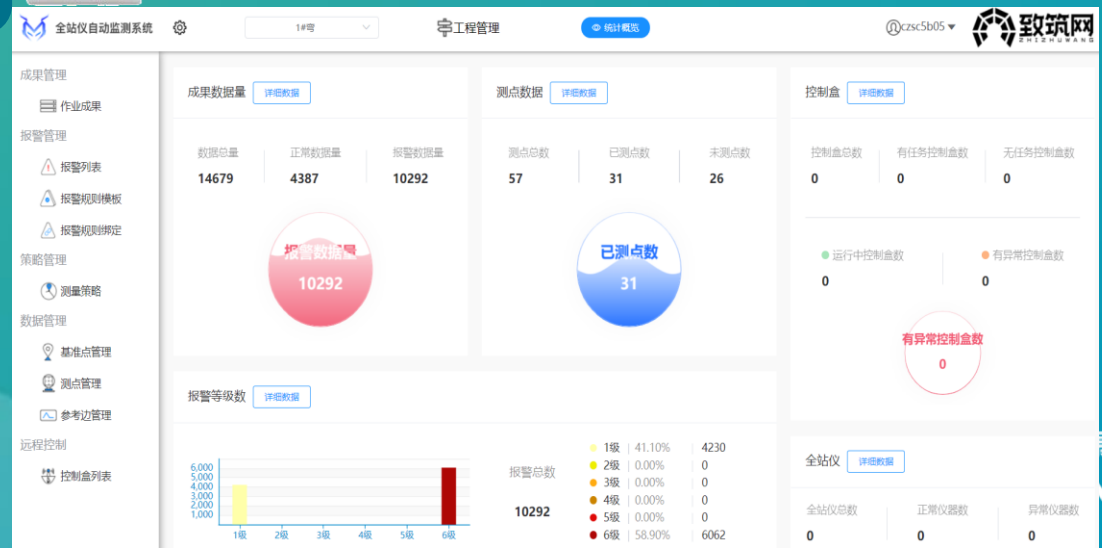 全站仪自动监测系统
1#弯
工程管理
统计概览
czsc5b05
致筑网
ZHIZHUWANG
成果管理
作业成果
报警管理
报警列表
报警规则模板
报警规则绑定
策略管理
测量策略
数据管理
基准点管理
测点管理
参考边管理
远程控制
控制盒列表
成果数据量 详细数据
数据总量 正常数据量 报警数据量
14679 4387 10292
报警数据量
10292
测点数据 详细数据
测点总数 已测点数 未测点数
57 31 26
已测点数
31
控制盒 详细数据
控制盒总数 有任务控制盒数 无任务控制盒数
0 0 0
运行中控制盒数 有异常控制盒数
0 0
有异常控制盒数
0
报警等级数 详细数据
6,000
5,000
4,000
3,000
2,000
1,000
1级 2级 3级 4级 5级 6级
报警总数
10292
1级 41.10% 4230
2级 0.00% 0
3级 0.00% 0
4级 0.00% 0
5级 0.00% 0
6级 58.90% 6062
全站仪 详细数据
全站仪总数 正常仪器数 异常仪器数
0 0 0